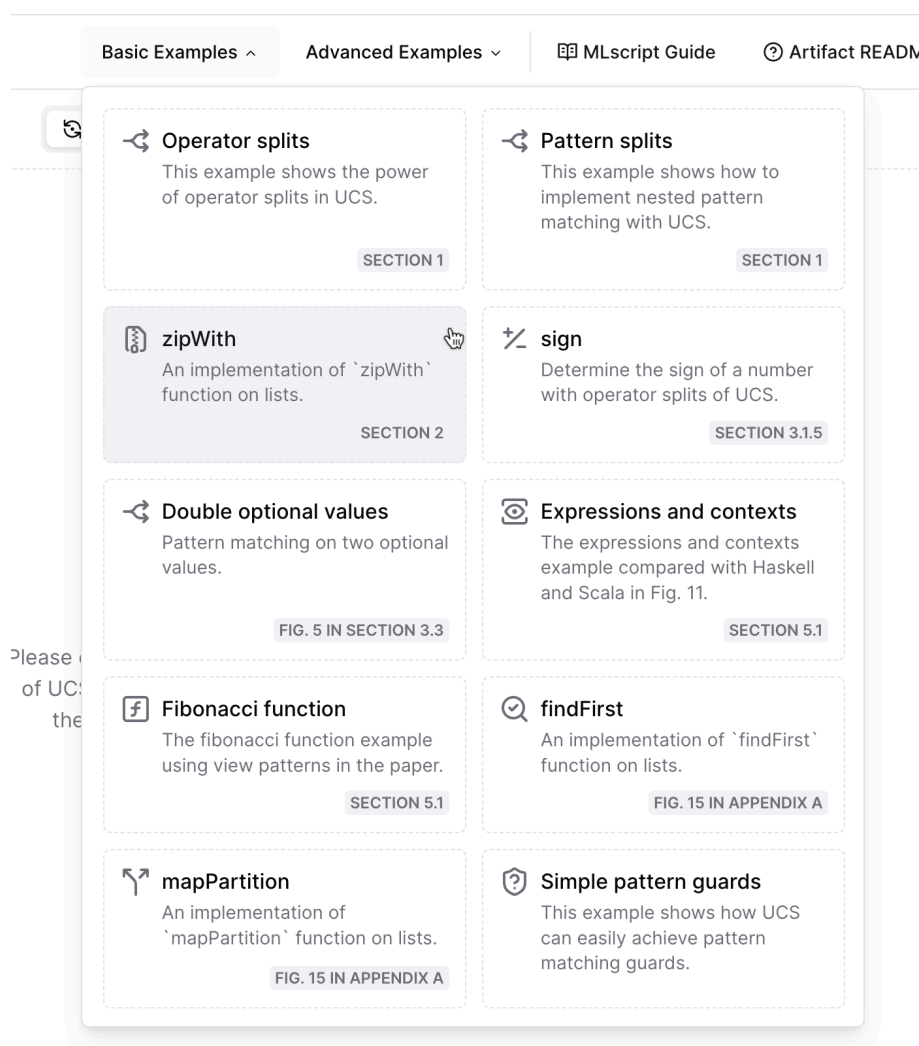 Basic Examples
Advanced Examples
MLscript Guide
Artifact READM
Operator splits
This example shows the power
of operator splits in UCS.
SECTION 1
Pattern splits
This example shows how to
implement nested pattern
matching with UCS.
SECTION 1
zipWith
An implementation of `zipWith`
function on lists.
SECTION 2
sign
Determine the sign of a number
with operator splits of UCS.
SECTION 3.1.5
Double optional values
Pattern matching on two optional
values.
FIG. 5 IN SECTION 3.3
Expressions and contexts
The expressions and contexts
example compared with Haskell
and Scala in Fig. 11.
SECTION 5.1
Please
of UCS
the
Fibonacci function
The fibonacci function example
using view patterns in the paper.
SECTION 5.1
findFirst
An implementation of `findFirst`
function on lists.
FIG. 15 IN APPENDIX A
mapPartition
An implementation of
`mapPartition` function on lists.
FIG. 15 IN APPENDIX A
Simple pattern guards
This example shows how UCS
can easily achieve pattern
matching guards.